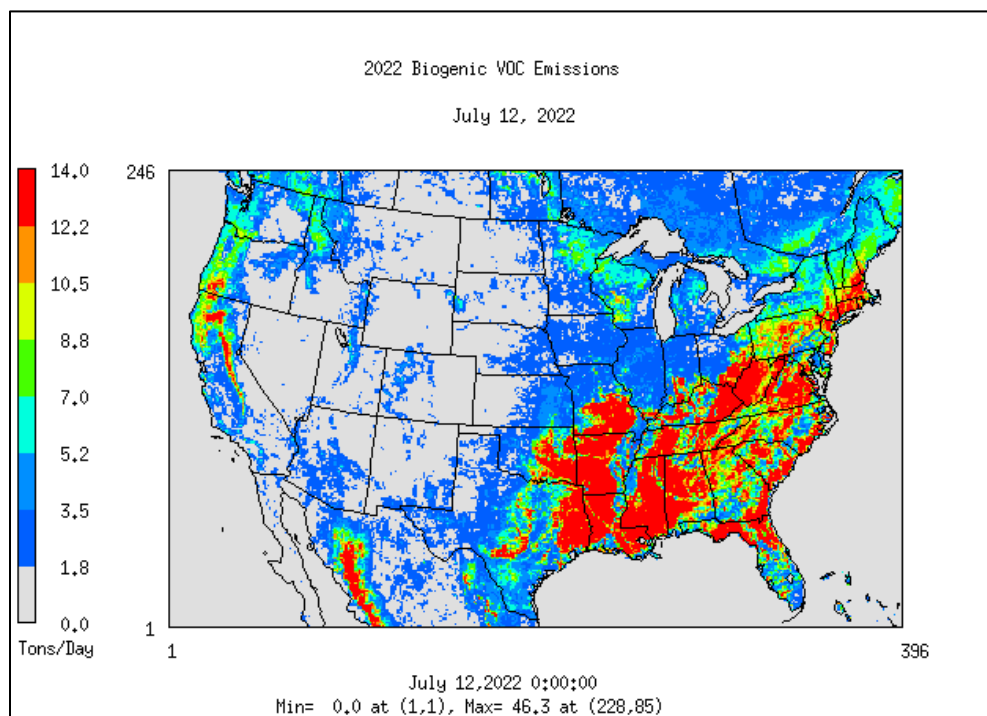 2022 Biogenic VOC Emissions
July 12, 2022
14.0
12.2
10.5
8.8
7.0
5.2
3.5
1.8
0.0
Tons/Day
246
1
1
396
July 12,2022 0:00:00
Min=  0.0 at (1,1), Max= 46.3 at (228,85)